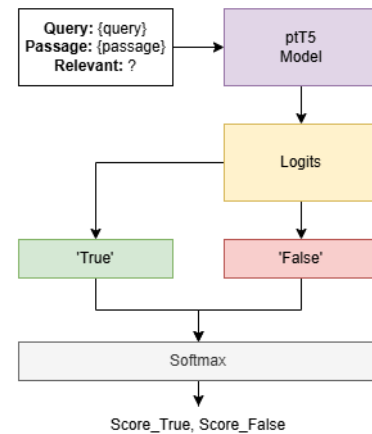 Query: {query}
Passage: {passage}
Relevant: ?
ptT5
Model
Logits
'True'
'False'
Softmax
Score_True, Score_False